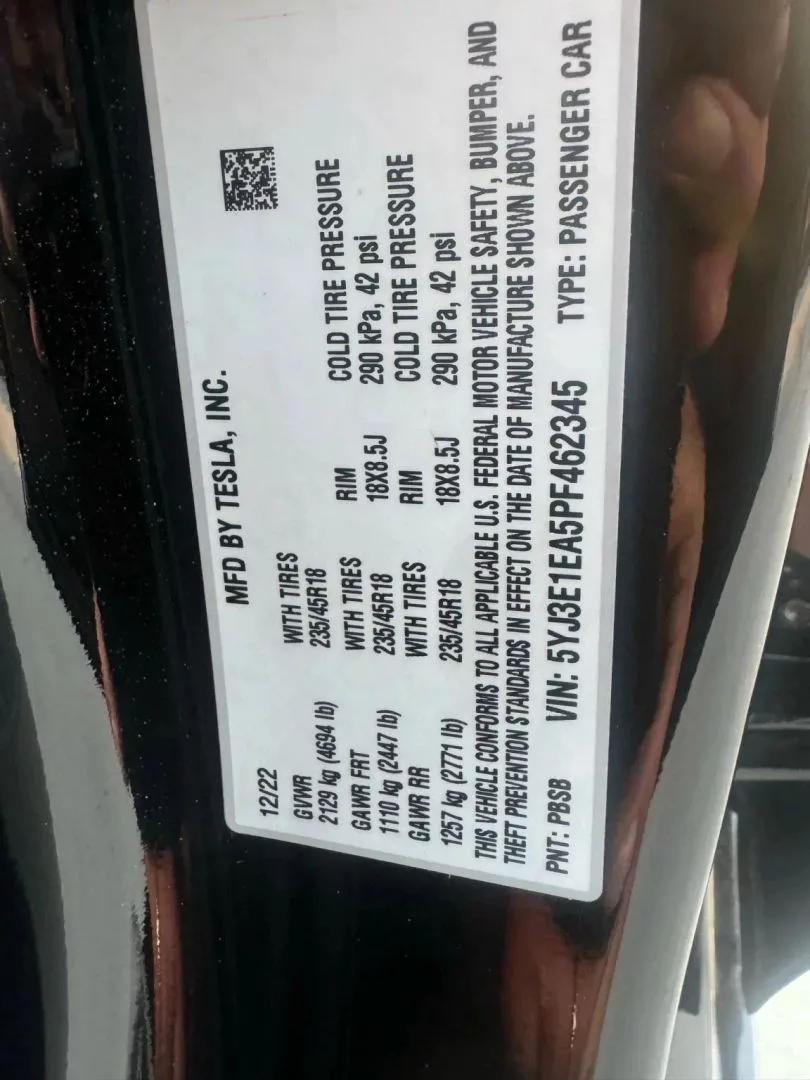 MFD BY TESLA, INC.
12/22
GVWR WITH TIRES
2129 kg (4694 lb) 235/45R18
GAWR FRT WITH TIRES RIM COLD TIRE PRESSURE
1110 kg (2447 lb) 235/45R18 18X8.5J 290 kPa, 42 psi
GAWR RR WITH TIRES RIM COLD TIRE PRESSURE
1257 kg (2771 lb) 235/45R18 18X8.5J 290 kPa, 42 psi
THIS VEHICLE CONFORMS TO ALL APPLICABLE U.S. FEDERAL MOTOR VEHICLE SAFETY, BUMPER, AND
THEFT PREVENTION STANDARDS IN EFFECT ON THE DATE OF MANUFACTURE SHOWN ABOVE.
PNT: PBSB VIN: 5YJ3E1EA5PF462345 TYPE: PASSENGER CAR